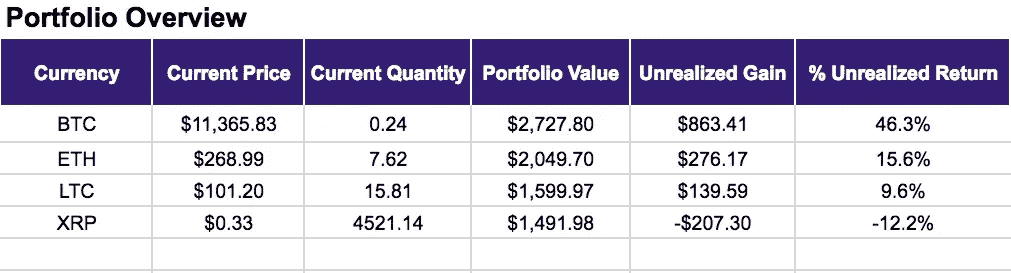 Portfolio Overview
Currency Current Price Current Quantity Portfolio Value Unrealized Gain % Unrealized Return
BTC $11,365.83 0.24 $2,727.80 $863.41 46.3%
ETH $268.99 7.62 $2,049.70 $276.17 15.6%
LTC $101.20 15.81 $1,599.97 $139.59 9.6%
XRP $0.33 4521.14 $1,491.98 -$207.30 -12.2%